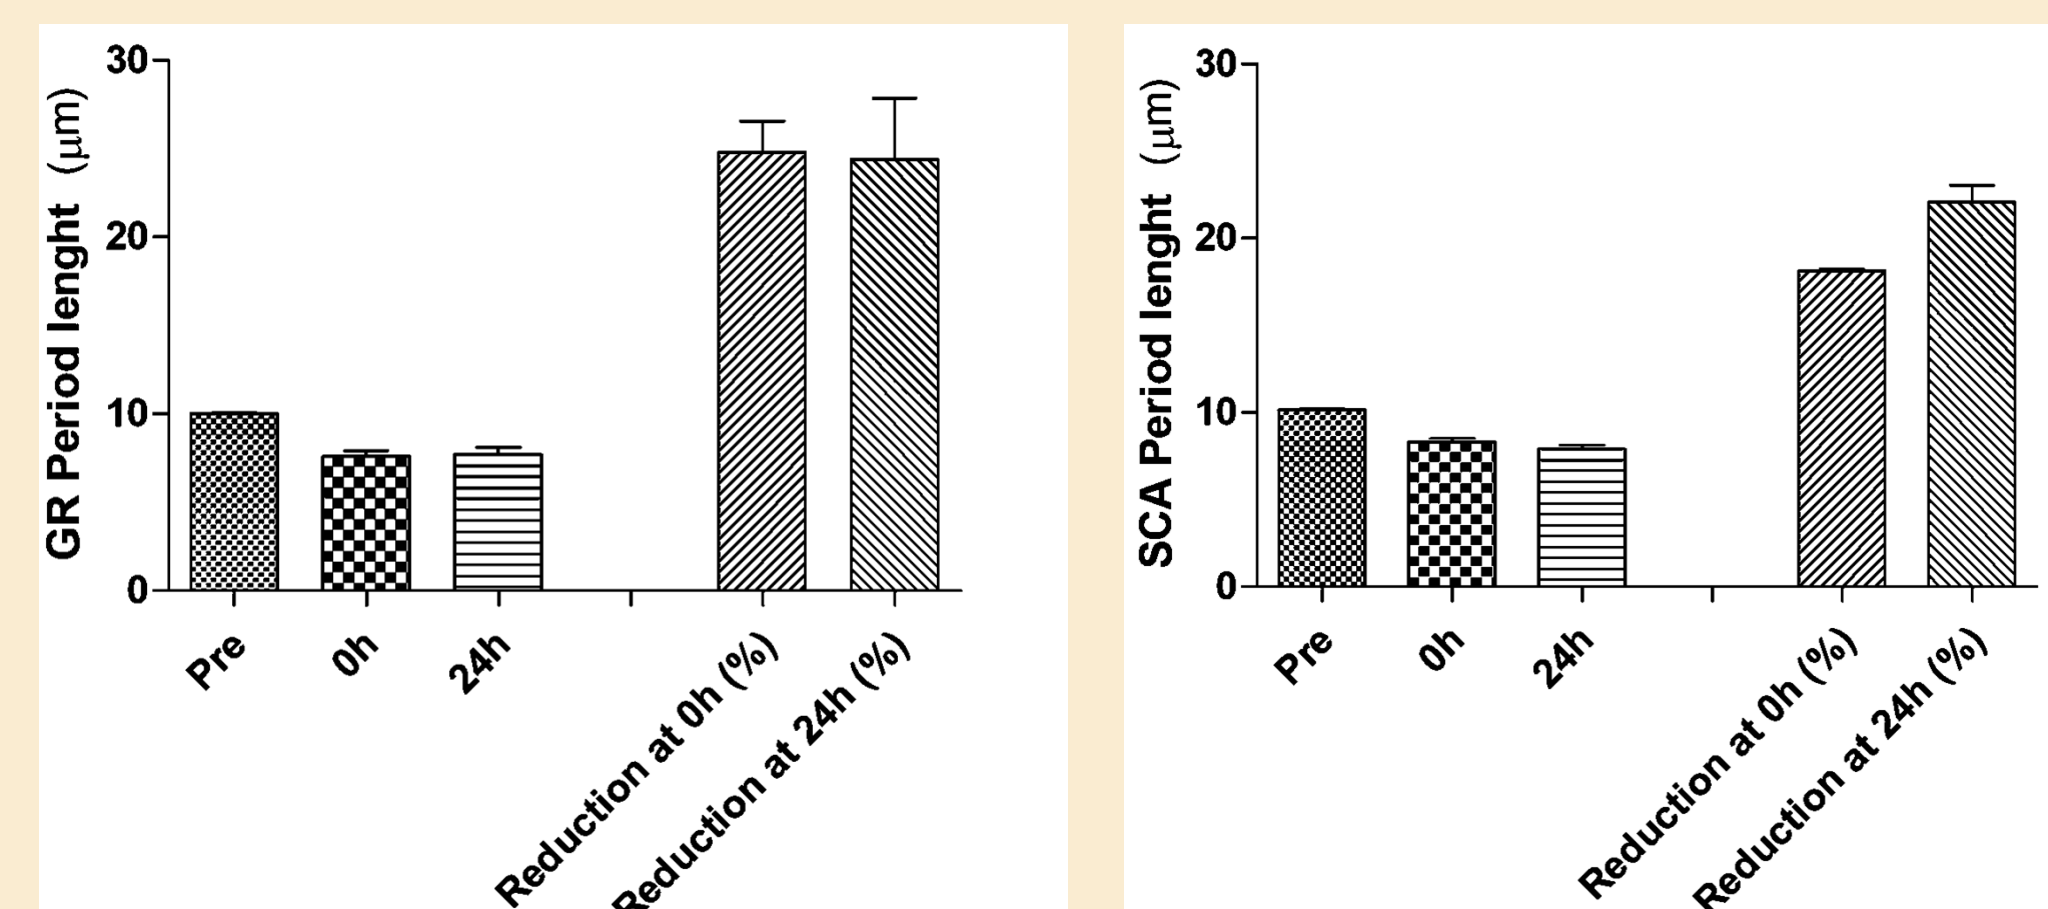 GR Period lenght (μm)
30
20
10
0
Pre
0h
24h
Reduction at 0h (%)
Reduction at 24h (%)
SCA Period lenght (μm)
30
20
10
0
Pre
0h
24h
Reduction at 0h (%)
Reduction at 24h (%)